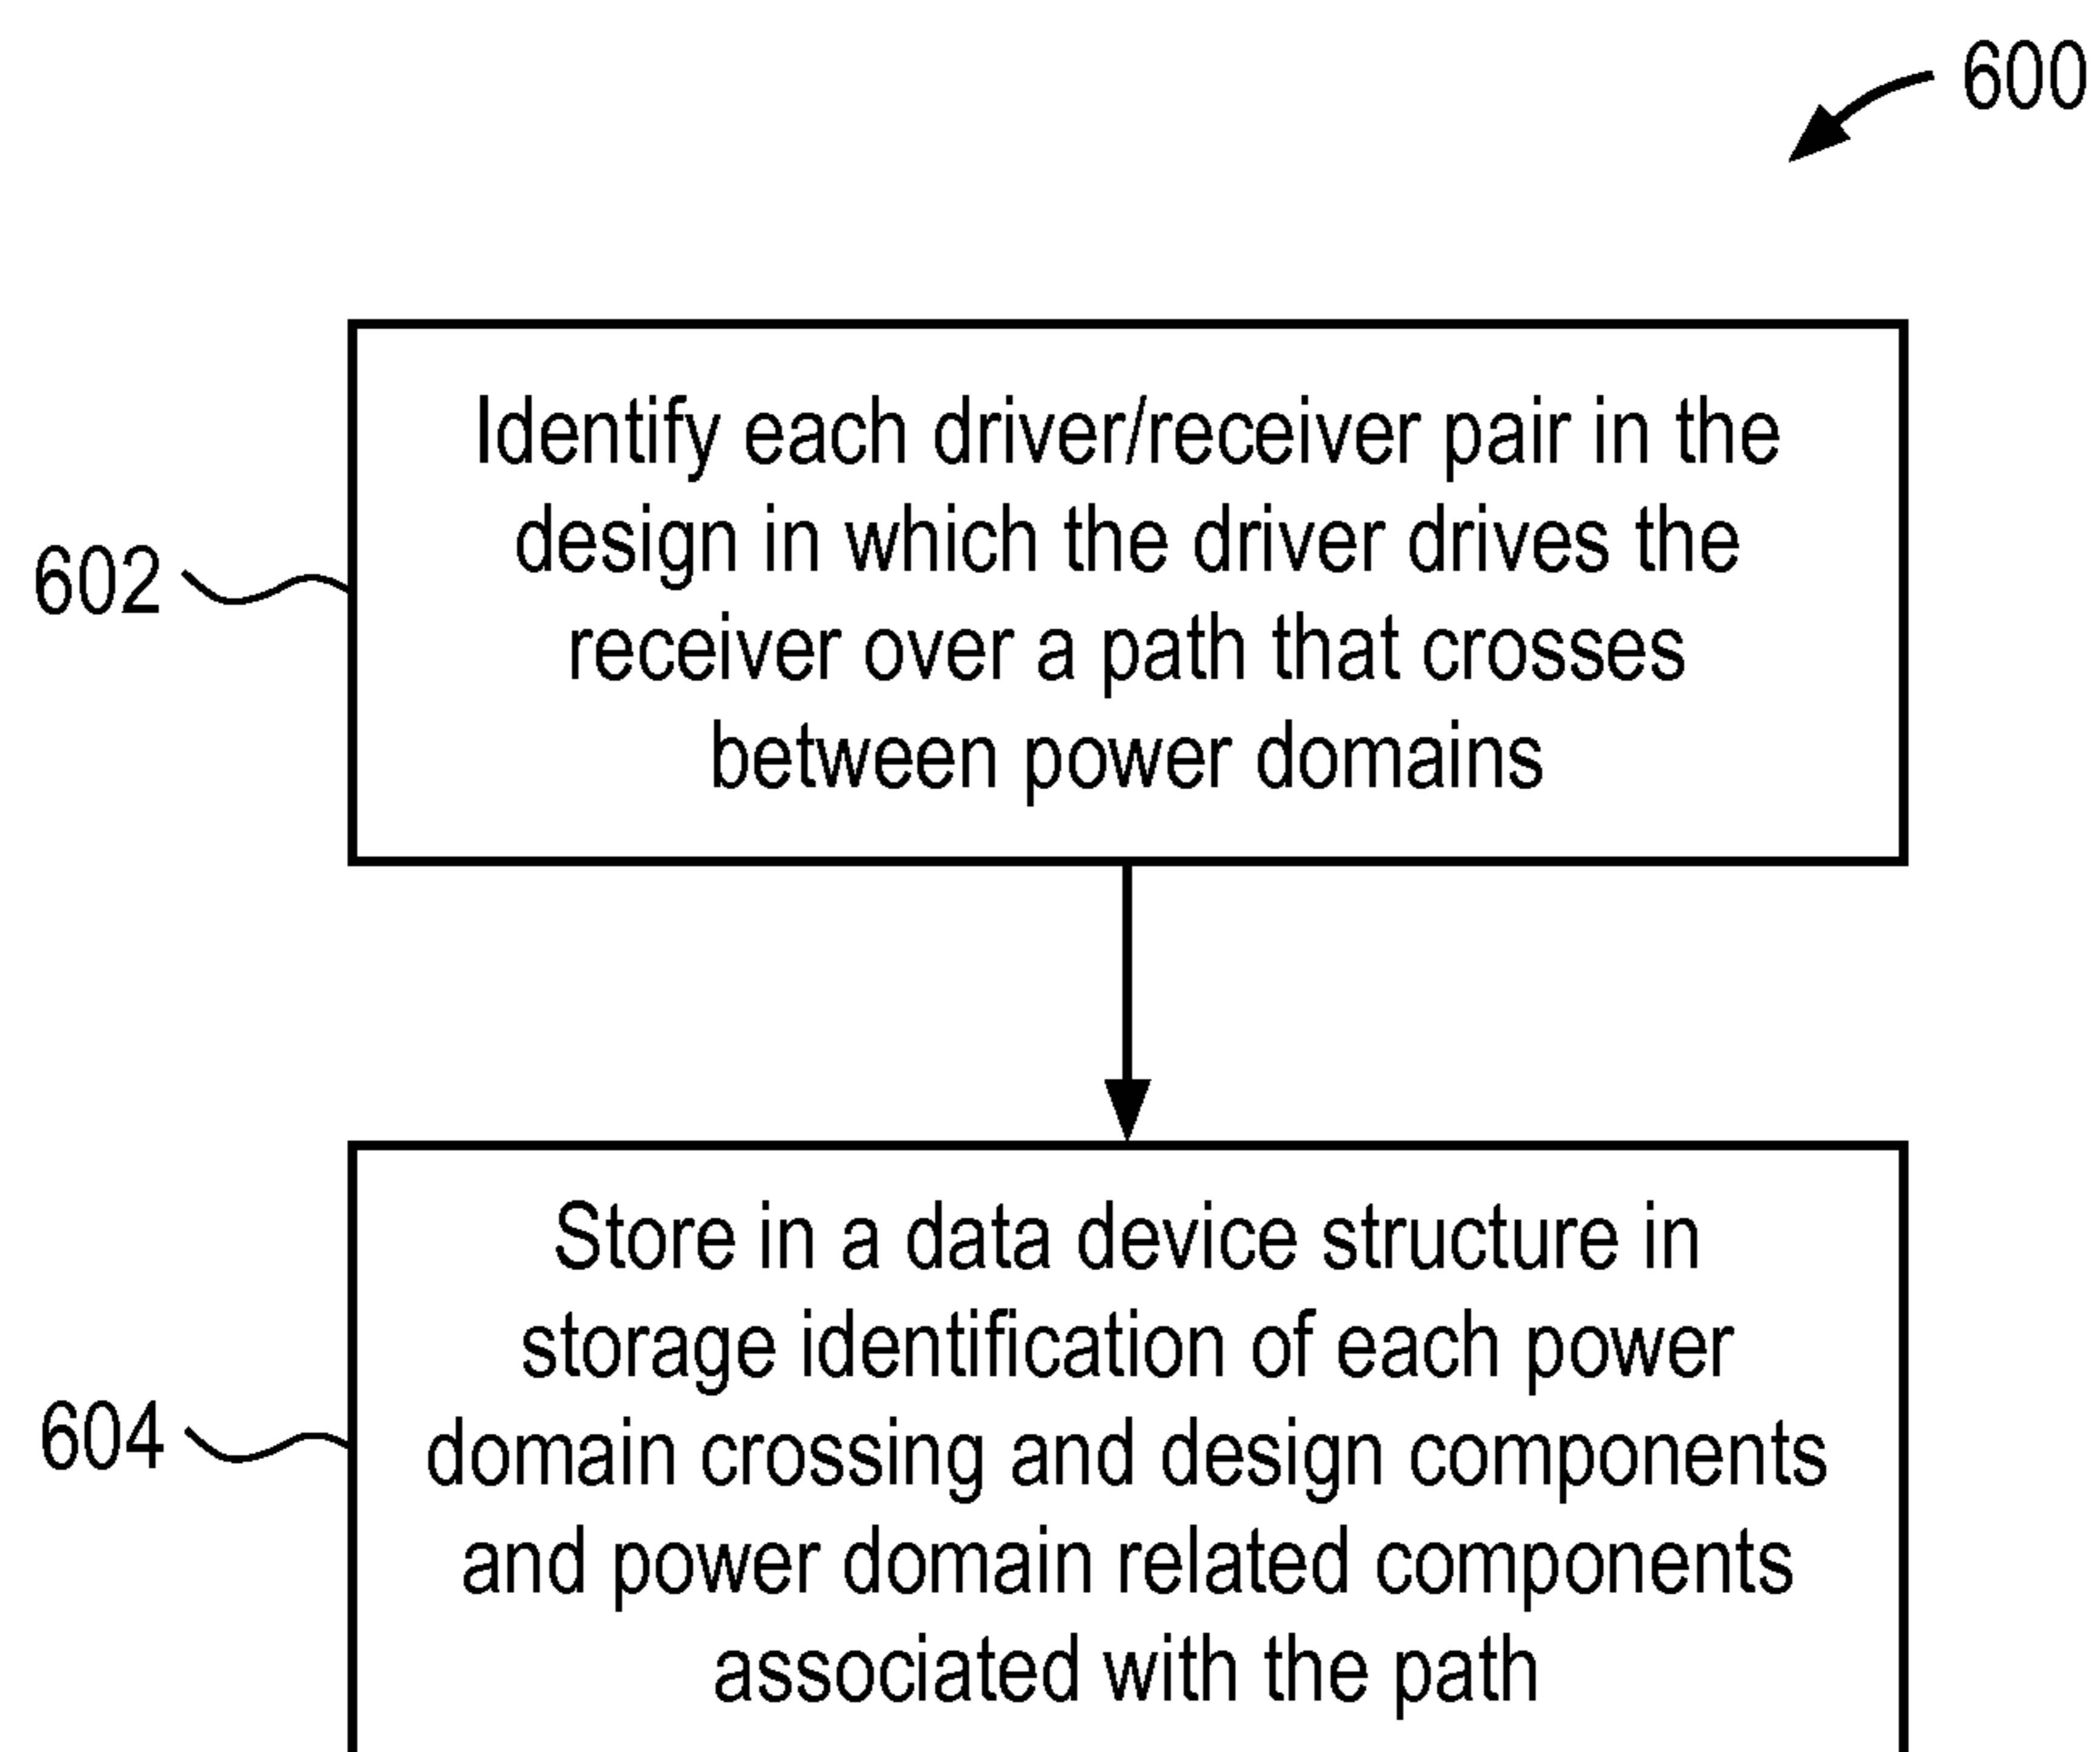 600
Identify each driver/receiver pair in the
design in which the driver drives the
602
receiver over a path that crosses
between power domains
Store in a data device structure in
storage identification of each power
604
domain crossing and design components
and power domain related components
associated with the path